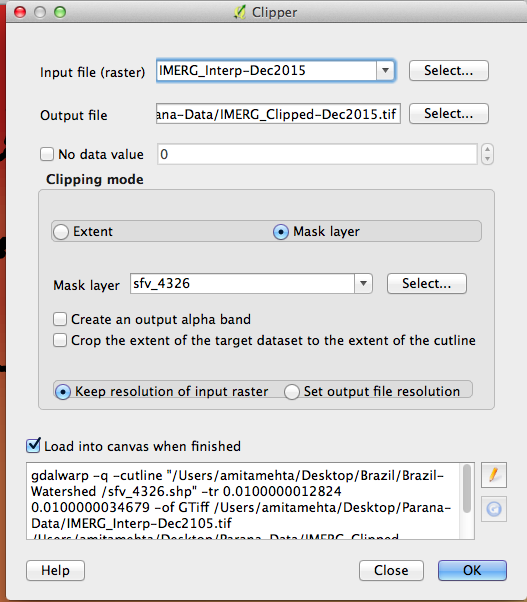 Clipper
Input file (raster) IMERG_Interp-Dec2015 Select...
Output file ɔana-Data/IMERG_Clipped-Dec2015.tif Select...
No data value 0
Clipping mode
Extent Mask layer
Mask layer sfv_4326 Select...
Create an output alpha band
Crop the extent of the target dataset to the extent of the cutline
Keep resolution of input raster Set output file resolution
Load into canvas when finished
gdalwarp -q -cutline "/Users/amitamehta/Desktop/Brazil/Brazil-
Watershed /sfv_4326.shp" -tr 0.0100000012824
0.0100000034679 -of GTiff /Users/amitamehta/Desktop/Parana-
Data/IMERG_Interp-Dec2105.tif
/Users/amitamehta/Desktop/Parana_Data/IMERG_Clipped
Help Close OK